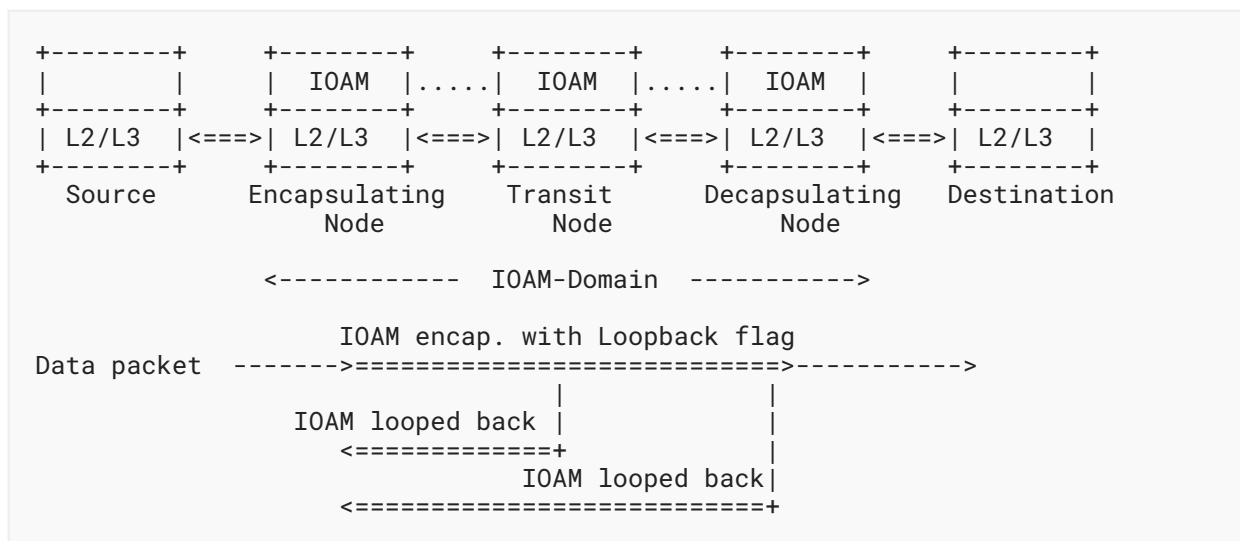 +--------+     +--------+     +--------+     +--------+     +--------+
|        |     |  IOAM  |.....|  IOAM  |.....|  IOAM  |     |        |
+--------+     +--------+     +--------+     +--------+     +--------+
| L2/L3  |<===>| L2/L3  |<===>| L2/L3  |<===>| L2/L3  |<===>| L2/L3  |
+--------+     +--------+     +--------+     +--------+     +--------+
  Source      Encapsulating    Transit      Decapsulating   Destination
                   Node           Node           Node

               <------------  IOAM-Domain  ----------->

                    IOAM encap. with Loopback flag
Data packet  ------->============================>----------->
                                  |             |
                 IOAM looped back |             |
                    <=============+             |
                                IOAM looped back|
                    <===========================+